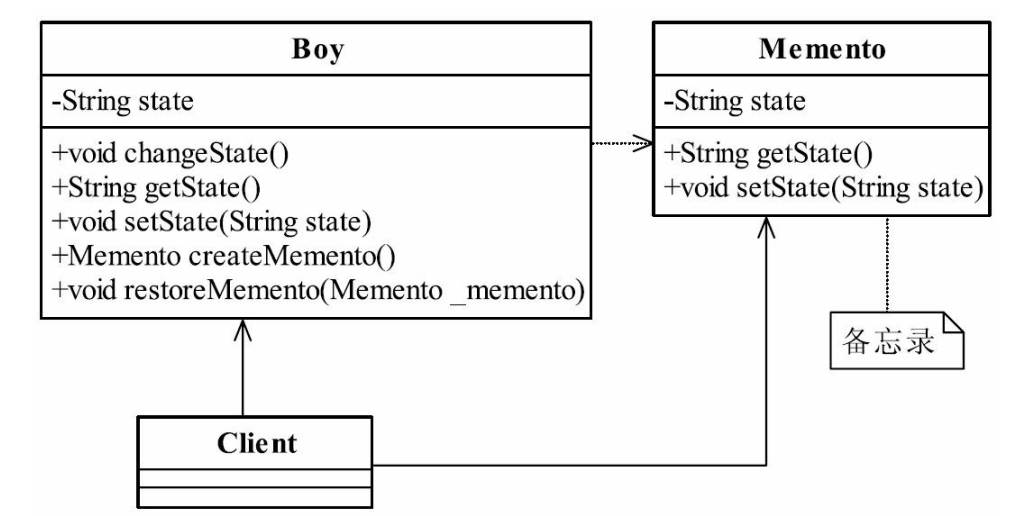 Boy
-String state
+void changeState()
+String getState()
+void setState(String state)
+Memento createMemento()
+void restoreMemento(Memento _memento)
Memento
-String state
+String getState()
+void setState(String state)
备忘录
Client